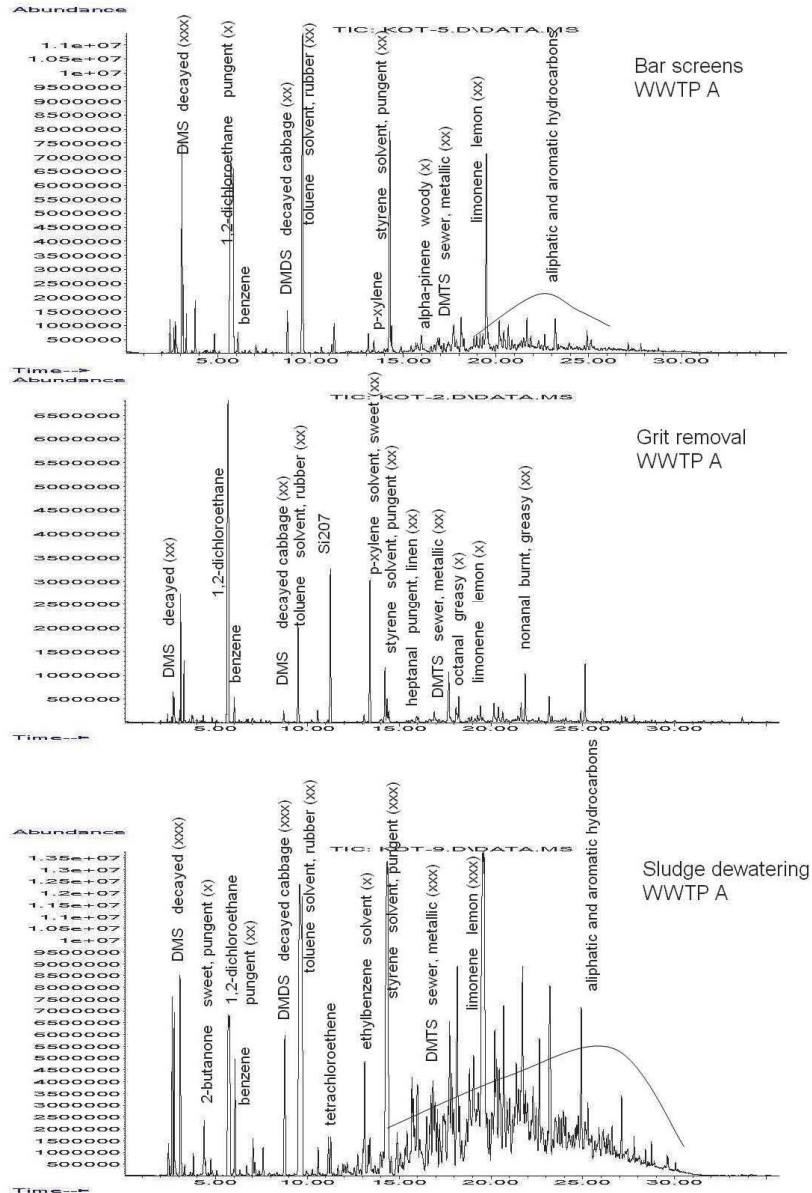 Abundance
TIC: KOT-5.D\DATA.MS
1.1e+07
1.05e+07
1e+07
9500000
9000000
8500000
8000000
7500000
7000000
6500000
6000000
5500000
5000000
4500000
4000000
3500000
3000000
2500000
2000000
1500000
1000000
500000
DMS decayed (xxx)
1,2-dichloroethane pungent (x)
benzene
DMDS decayed cabbage (xx)
toluene solvent, rubber (xx)
p-xylene
styrene solvent, pungent (xx)
alpha-pinene woody (x)
DMTS sewer, metallic (xx)
limonene lemon (xx)
aliphatic and aromatic hydrocarbons
Bar screens
WWTP A
5.00 10.00 15.00 20.00 25.00 30.00
Time-->
Abundance
TIC: KOT-2.D\DATA.MS
6500000
6000000
5500000
5000000
4500000
4000000
3500000
3000000
2500000
2000000
1500000
1000000
500000
DMS decayed (xx)
1,2-dichloroethane
benzene
DMS decayed cabbage (xx)
toluene solvent, rubber (xx)
Si207
p-xylene solvent, sweet (xx)
styrene solvent, pungent (xx)
heptanal pungent, linen (xx)
DMTS sewer, metallic (xx)
octanal greasy (x)
limonene lemon (x)
nonanal burnt, greasy (xx)
Grit removal
WWTP A
5.00 10.00 15.00 20.00 25.00 30.00
Time-->
Abundance
TIC: KOT-9.D\DATA.MS
1.35e+07
1.3e+07
1.25e+07
1.2e+07
1.15e+07
1.1e+07
1.05e+07
1e+07
9500000
9000000
8500000
8000000
7500000
7000000
6500000
6000000
5500000
5000000
4500000
4000000
3500000
3000000
2500000
2000000
1500000
1000000
500000
DMS decayed (xxx)
2-butanone sweet, pungent (x)
1,2-dichloroethane
pungent (xx)
benzene
DMDS decayed cabbage (xxx)
toluene solvent, rubber (xx)
tetrachloroethene
ethylbenzene solvent (x)
styrene solvent, pungent (xxx)
DMTS sewer, metallic (xxx)
limonene lemon (xxx)
aliphatic and aromatic hydrocarbons
Sludge dewatering
WWTP A
5.00 10.00 15.00 20.00 25.00 30.00
Time-->